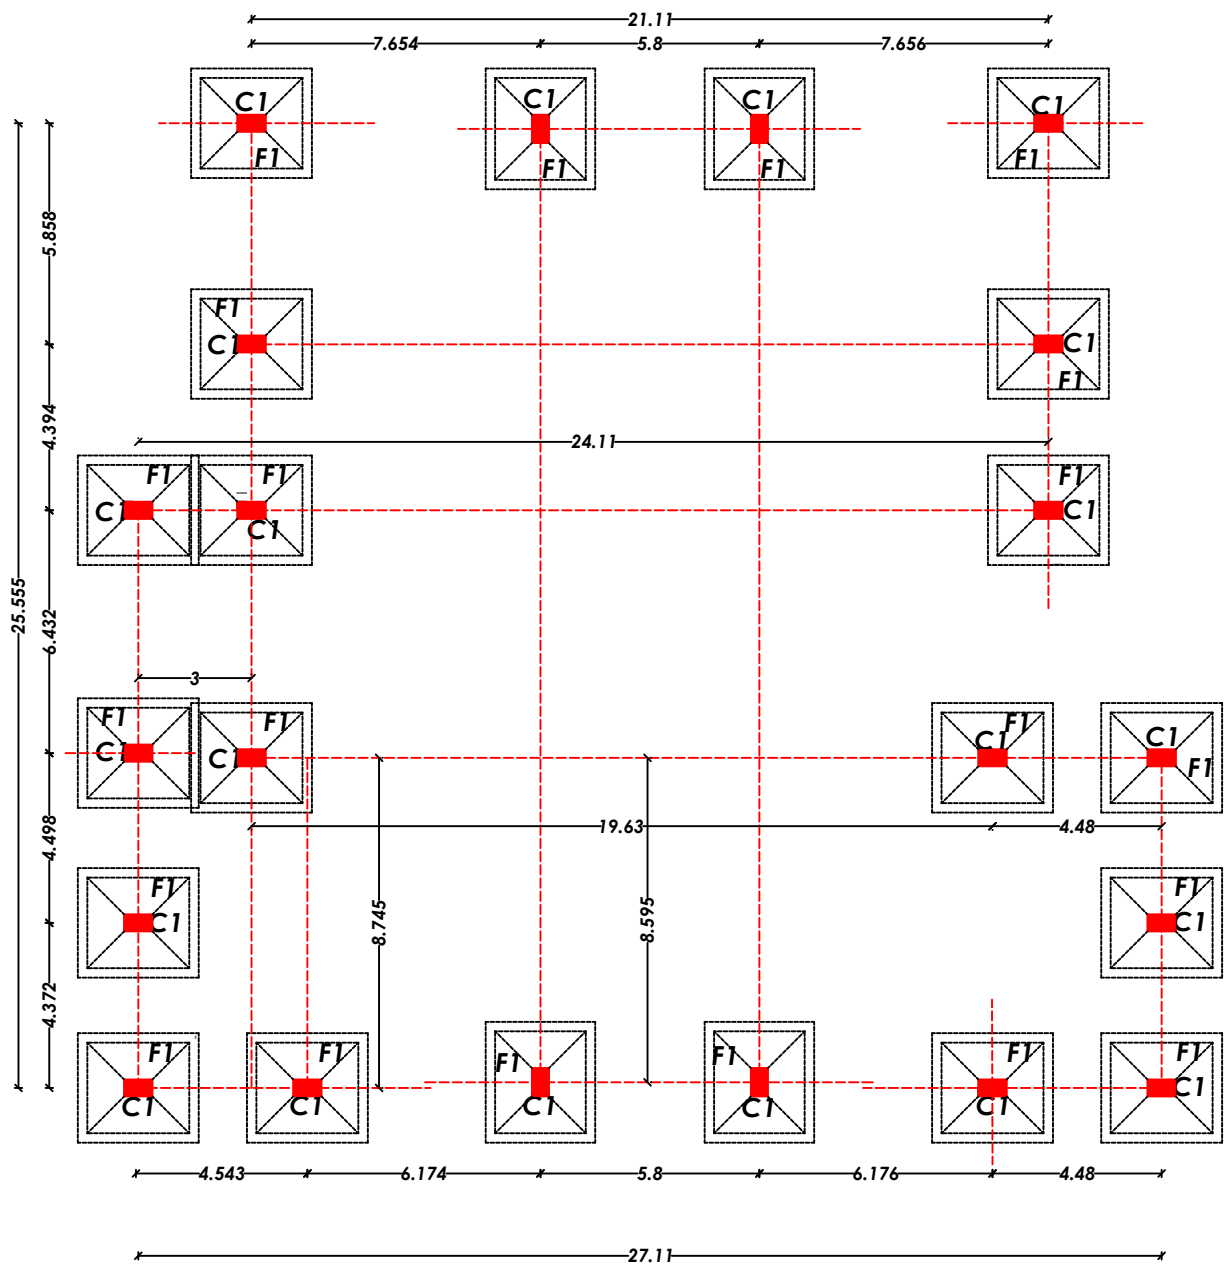 21.11
7.654 5.8 7.656
C1 C1 C1 C1
F1 F1 F1 F1
5.858
F1
C1 C1
F1
4.394
24.11
F1 F1 F1
C1 C1 C1
25.555
6.432
3
F1 F1 F1
C1 C1 C1 C1
F1
4.498
19.63 4.48
F1 F1
C1 C1
8.745 8.595
4.372
F1 F1 F1 F1 F1 F1
C1 C1 C1 C1 C1 C1
4.543 6.174 5.8 6.176 4.48
27.11